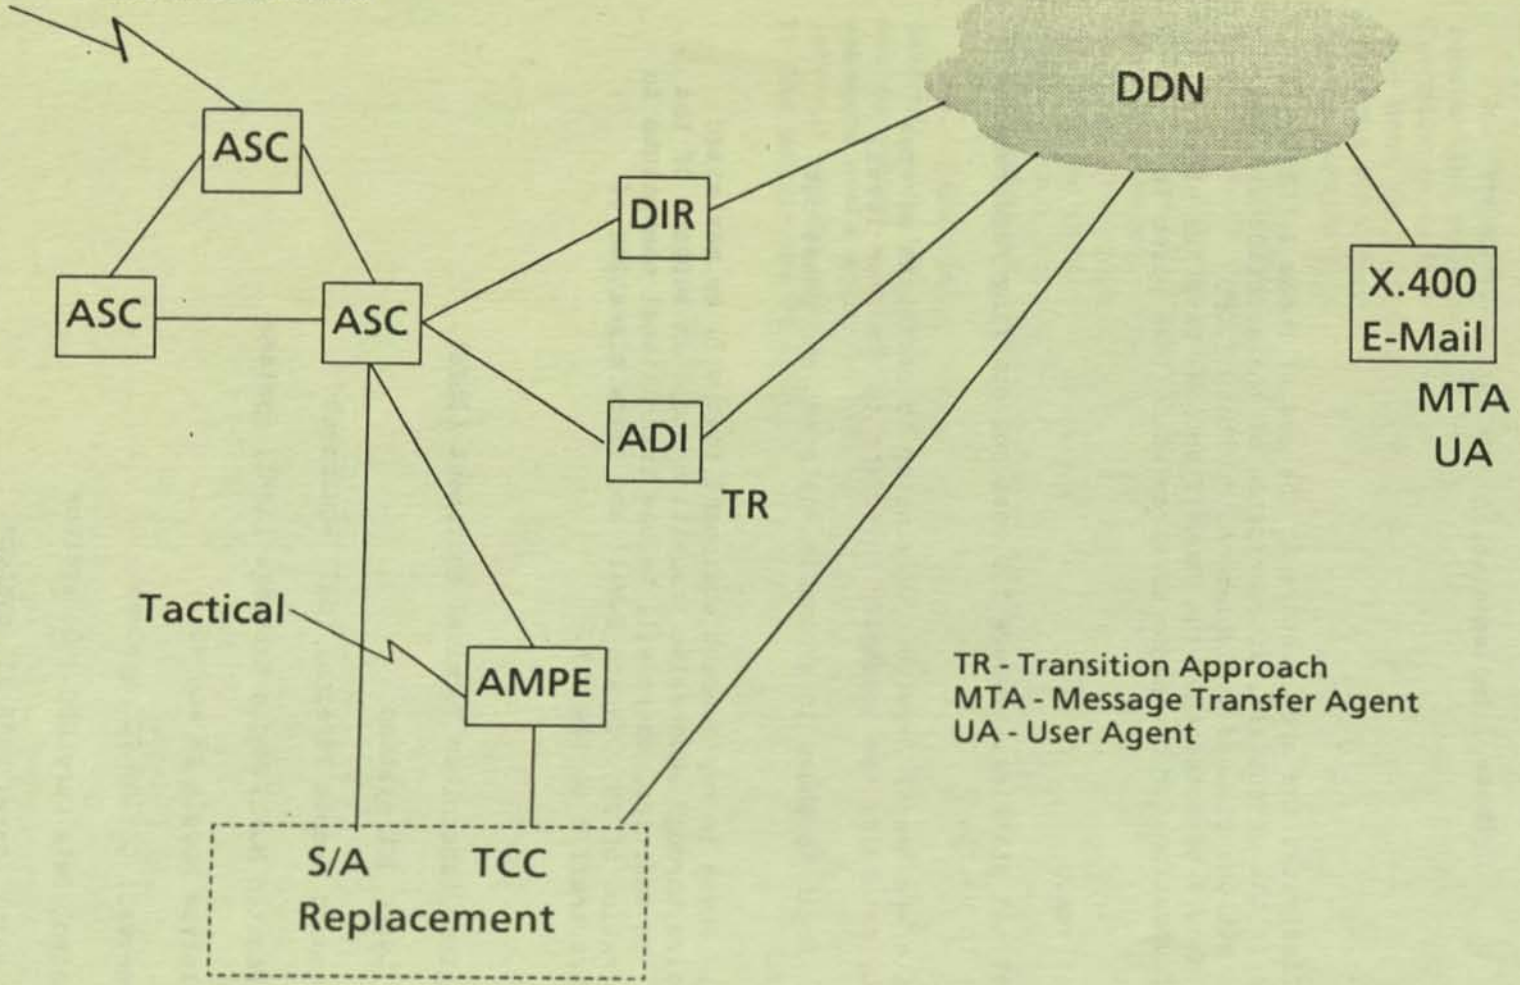 DDN
ASC
DIR
ASC
ASC
X.400
E-Mail
MTA
UA
ADI
TR
Tactical
AMPE
TR - Transition Approach
MTA - Message Transfer Agent
UA - User Agent
S/A TCC
Replacement